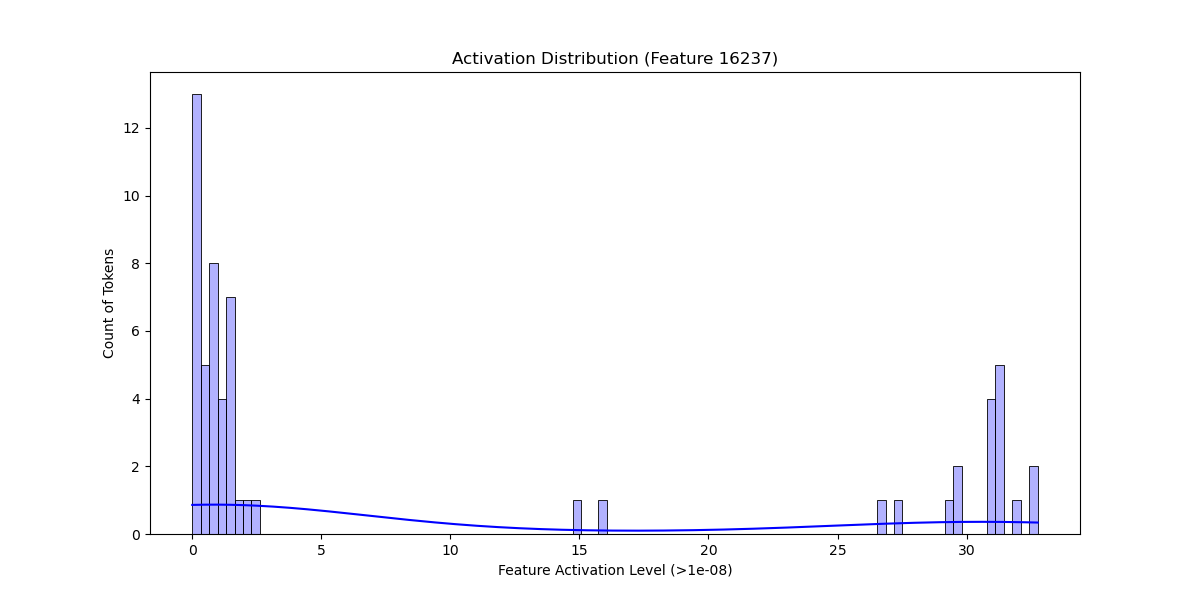 Activation Distribution (Feature 16237)
12
10
8
6
4
2
0
Count of Tokens
0 5 10 15 20 25 30
Feature Activation Level (>1e-08)